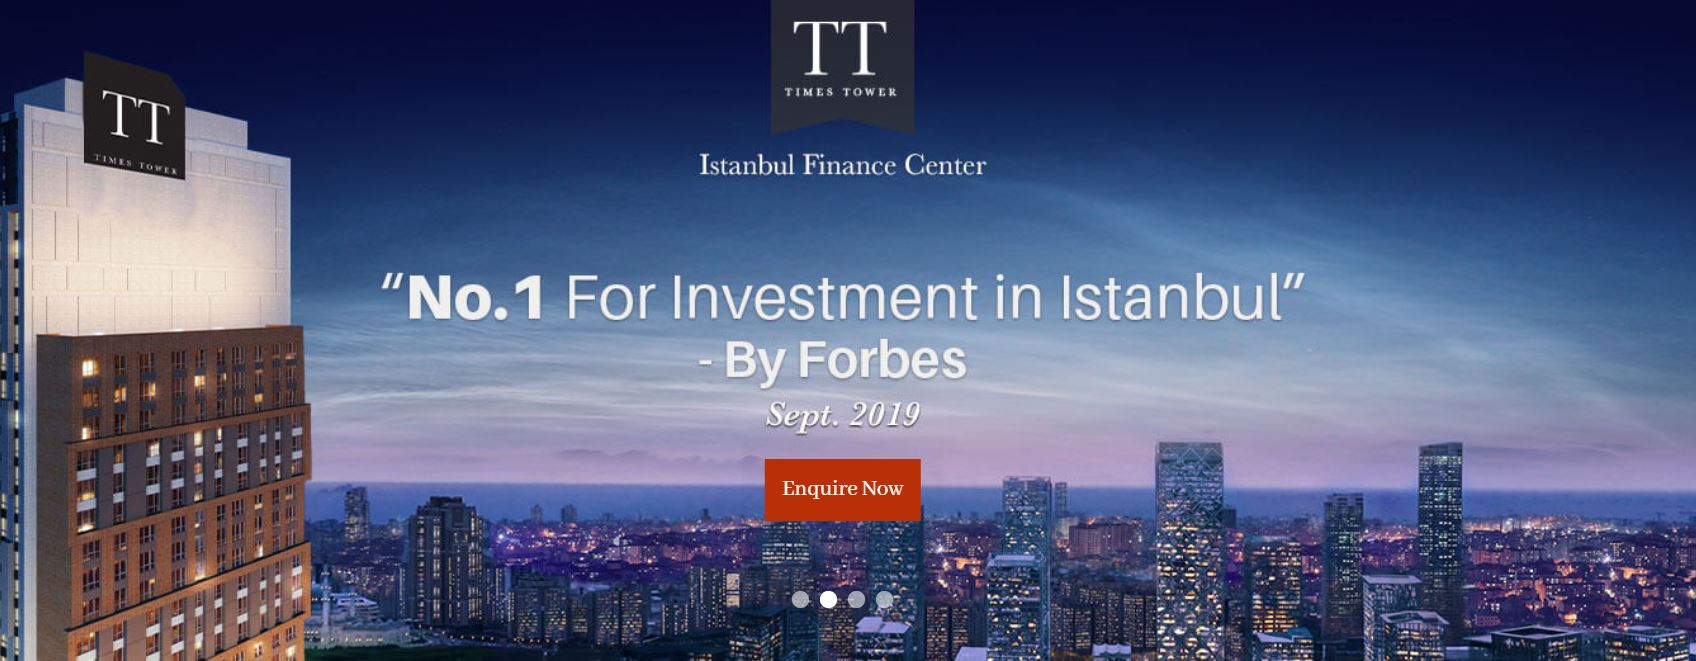 TT
TIMES TOWER
Istanbul Finance Center
TT
TIMES TOWER
“No.1 For Investment in Istanbul”
- By Forbes
Sept. 2019
Enquire Now